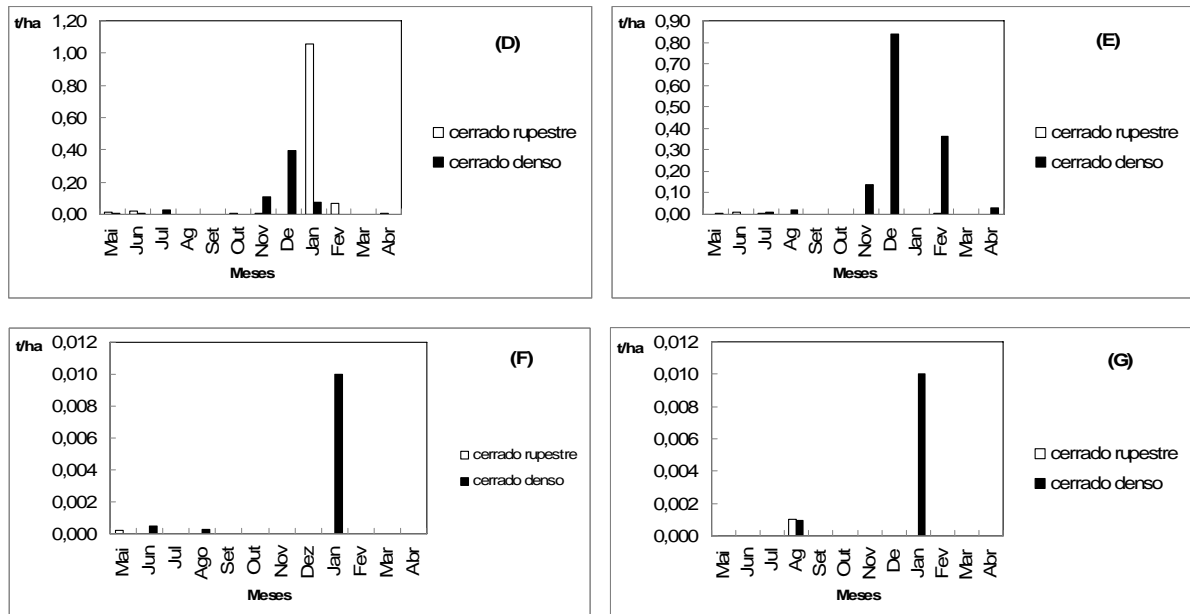 t/ha
1,20
1,00
0,80
0,60
0,40
0,20
0,00
Mai Jun Jul Ag Set Out Nov De Jan Fev Mar Abr
Meses
(D)
cerrado rupestre
cerrado denso
t/ha
0,90
0,80
0,70
0,60
0,50
0,40
0,30
0,20
0,10
0,00
Mai Jun Jul Ag Set Out Nov De Jan Fev Mar Abr
Meses
(E)
cerrado rupestre
cerrado denso
t/ha
0,012
0,010
0,008
0,006
0,004
0,002
0,000
Mai Jun Jul Ago Set Out Nov Dez Jan Fev Mar Abr
Meses
(F)
cerrado rupestre
cerrado denso
t/ha
0,012
0,010
0,008
0,006
0,004
0,002
0,000
Mai Jun Jul Ag Set Out Nov De Jan Fev Mar Abr
Meses
(G)
cerrado rupestre
cerrado denso